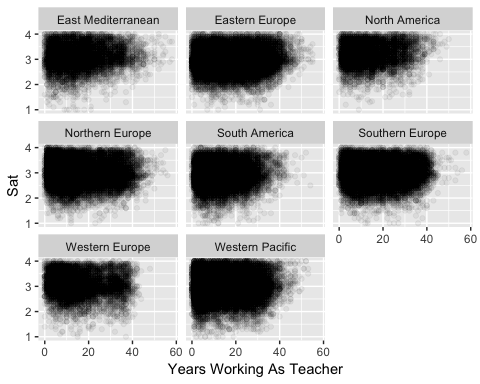 East Mediterranean
Eastern Europe
North America
4
3
2
1
Northern Europe
South America
Southern Europe
4
3
2
1
Sat
Western Europe
Western Pacific
0 20 40 60
4
3
2
1
0 20 40 60
0 20 40 60
Years Working As Teacher